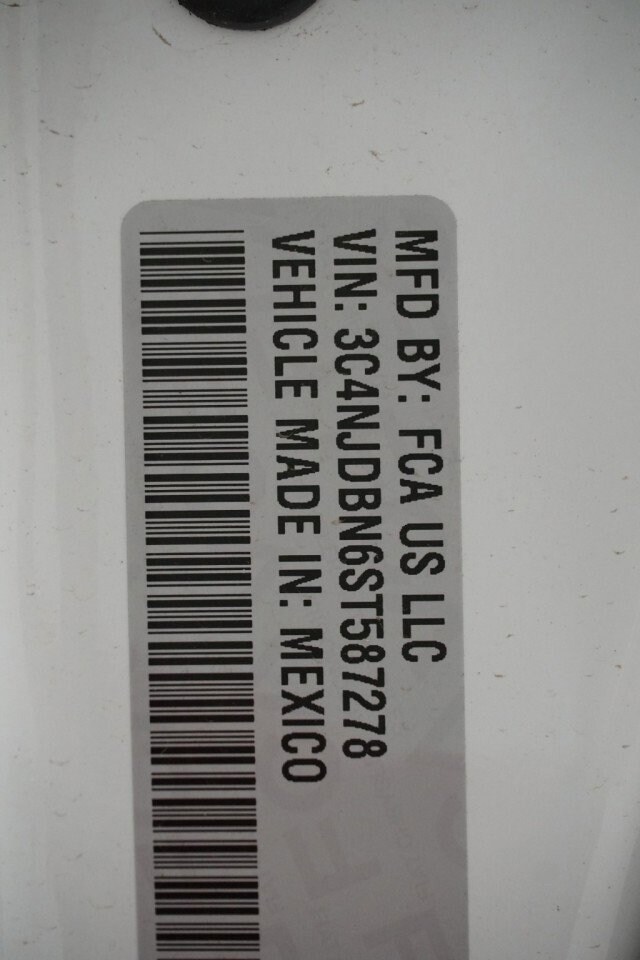 MFD BY: FCA US LLC
VIN: 3C4NJDBN6ST587278
VEHICLE MADE IN: MEXICO